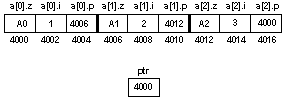 a[0].z a[0].i a[0].p a[1].z a[1].i a[1].p a[2].z a[2].i a[2].p
A0 1 4006 A1 2 4012 A2 3 4000
4000 4002 4004 4006 4008 4010 4012 4014 4016
ptr
4000